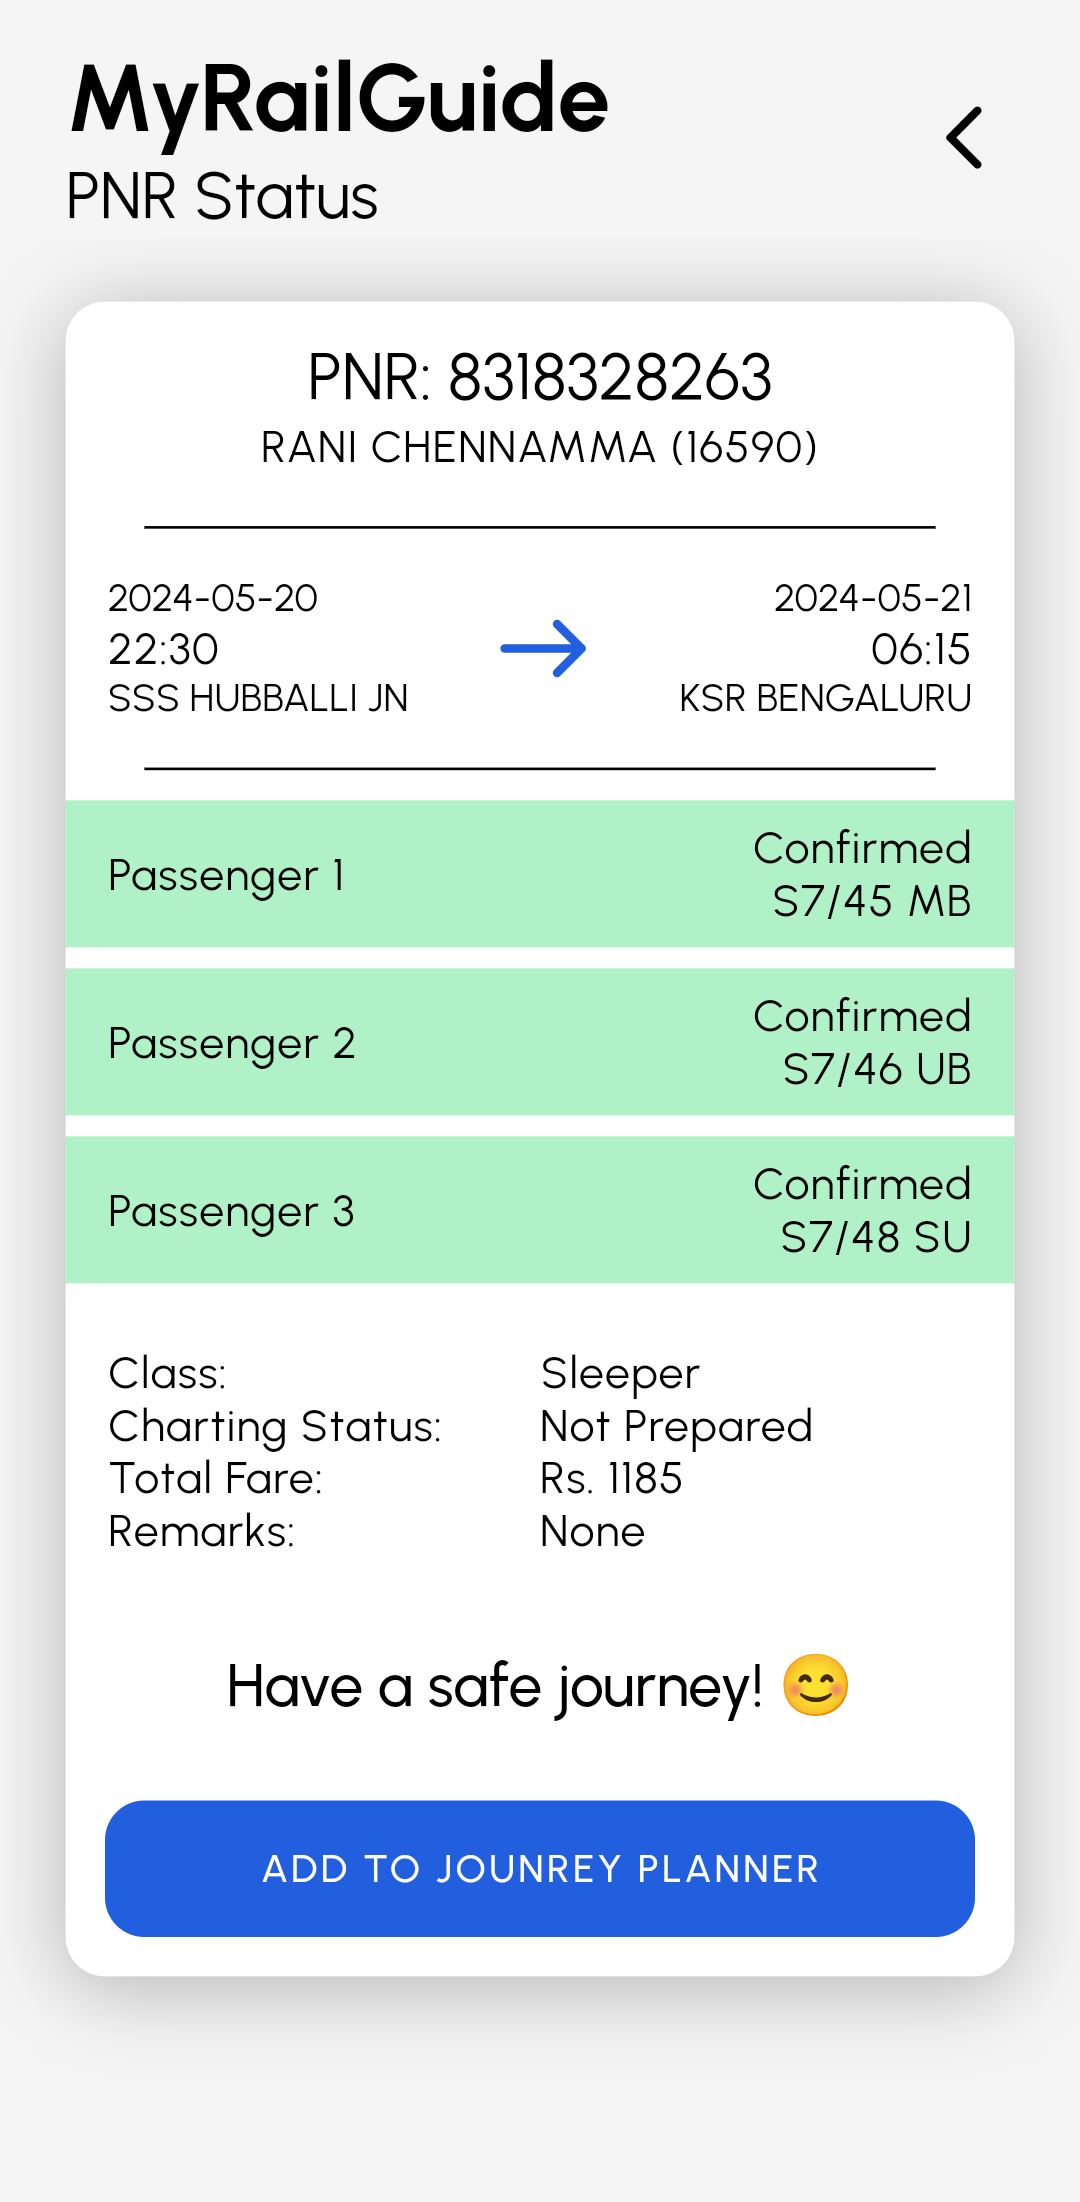 MyRailGuide
PNR Status
PNR: 8318328263
RANI CHENNAMMA (16590)
2024-05-20
22:30
SSS HUBBALLI JN
2024-05-21
06:15
KSR BENGALURU
Passenger 1
Confirmed
S7/45 MB
Passenger 2
Confirmed
S7/46 UB
Passenger 3
Confirmed
S7/48 SU
Class: Sleeper
Charting Status: Not Prepared
Total Fare: Rs. 1185
Remarks: None
Have a safe journey! 😊
ADD TO JOUNREY PLANNER